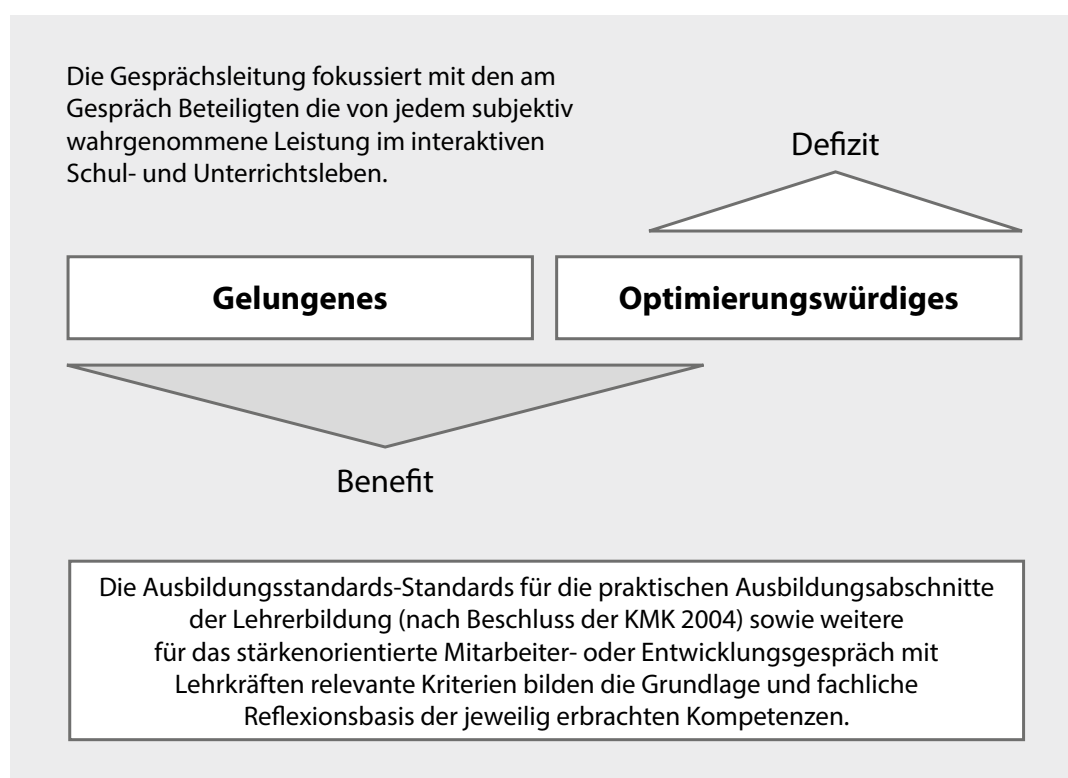 Die Gesprächsleitung fokussiert mit den am
Gespräch Beteiligten die von jedem subjektiv
wahrgenommene Leistung im interaktiven
Schul- und Unterrichtsleben.
Defizit
Gelungenes
Optimierungswürdiges
Benefit
Die Ausbildungsstandards-Standards für die praktischen Ausbildungsabschnitte
der Lehrerbildung (nach Beschluss der KMK 2004) sowie weitere
für das stärkenorientierte Mitarbeiter- oder Entwicklungsgespräch mit
Lehrkräften relevante Kriterien bilden die Grundlage und fachliche
Reflexionsbasis der jeweilig erbrachten Kompetenzen.